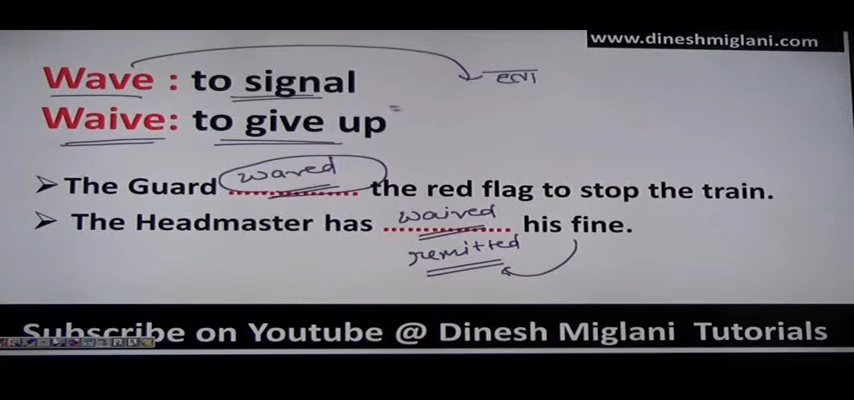 www.dineshmiglani.com
Wave : to signal
Waive: to give up
➢ The Guard waved the red flag to stop the train.
➢ The Headmaster has waived his fine.
remitted
Subscribe on Youtube @ Dinesh Miglani Tutorials